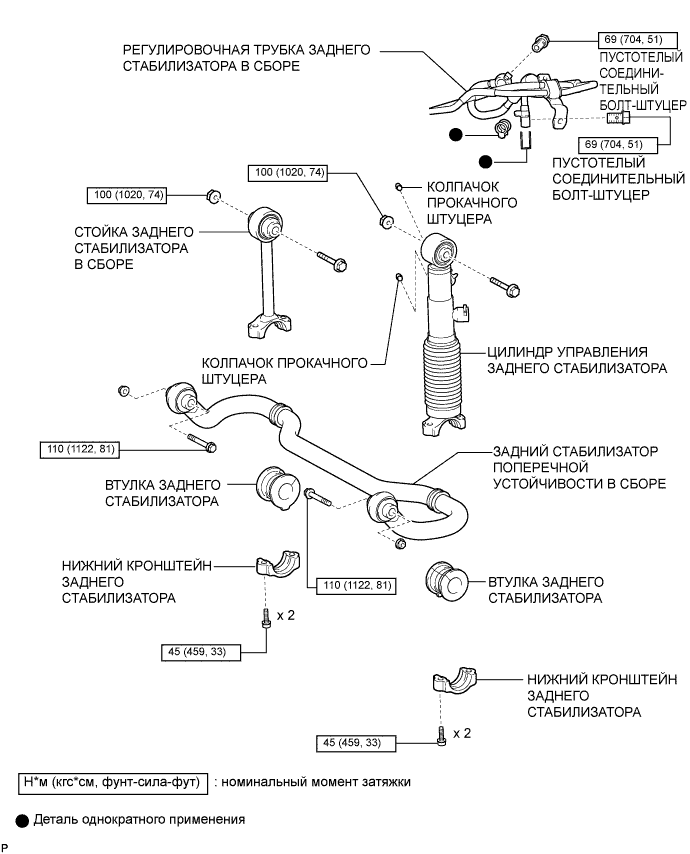 69 (704, 51)
РЕГУЛИРОВОЧНАЯ ТРУБКА ЗАДНЕГО
СТАБИЛИЗАТОРА В СБОРЕ
ПУСТОТЕЛЫЙ
СОЕДИНИ-
ТЕЛЬНЫЙ
БОЛТ-ШТУЦЕР
69 (704, 51)
ПУСТОТЕЛЫЙ
СОЕДИНИТЕЛЬНЫЙ
БОЛТ-ШТУЦЕР
100 (1020, 74)
100 (1020, 74)
КОЛПАЧОК
ПРОКАЧНОГО
ШТУЦЕРА
СТОЙКА ЗАДНЕГО
СТАБИЛИЗАТОРА
В СБОРЕ
КОЛПАЧОК ПРОКАЧНОГО
ШТУЦЕРА
ЦИЛИНДР УПРАВЛЕНИЯ
ЗАДНЕГО СТАБИЛИЗАТОРА
110 (1122, 81)
ЗАДНИЙ СТАБИЛИЗАТОР
ПОПЕРЕЧНОЙ
УСТОЙЧИВОСТИ В СБОРЕ
ВТУЛКА ЗАДНЕГО
СТАБИЛИЗАТОРА
НИЖНИЙ КРОНШТЕЙН
ЗАДНЕГО
СТАБИЛИЗАТОРА
110 (1122, 81)
ВТУЛКА ЗАДНЕГО
СТАБИЛИЗАТОРА
x 2
45 (459, 33)
НИЖНИЙ КРОНШТЕЙН
ЗАДНЕГО
СТАБИЛИЗАТОРА
x 2
45 (459, 33)
Н*м (кгс*см, фунт-сила-фут) : номинальный момент затяжки
Деталь однократного применения
P